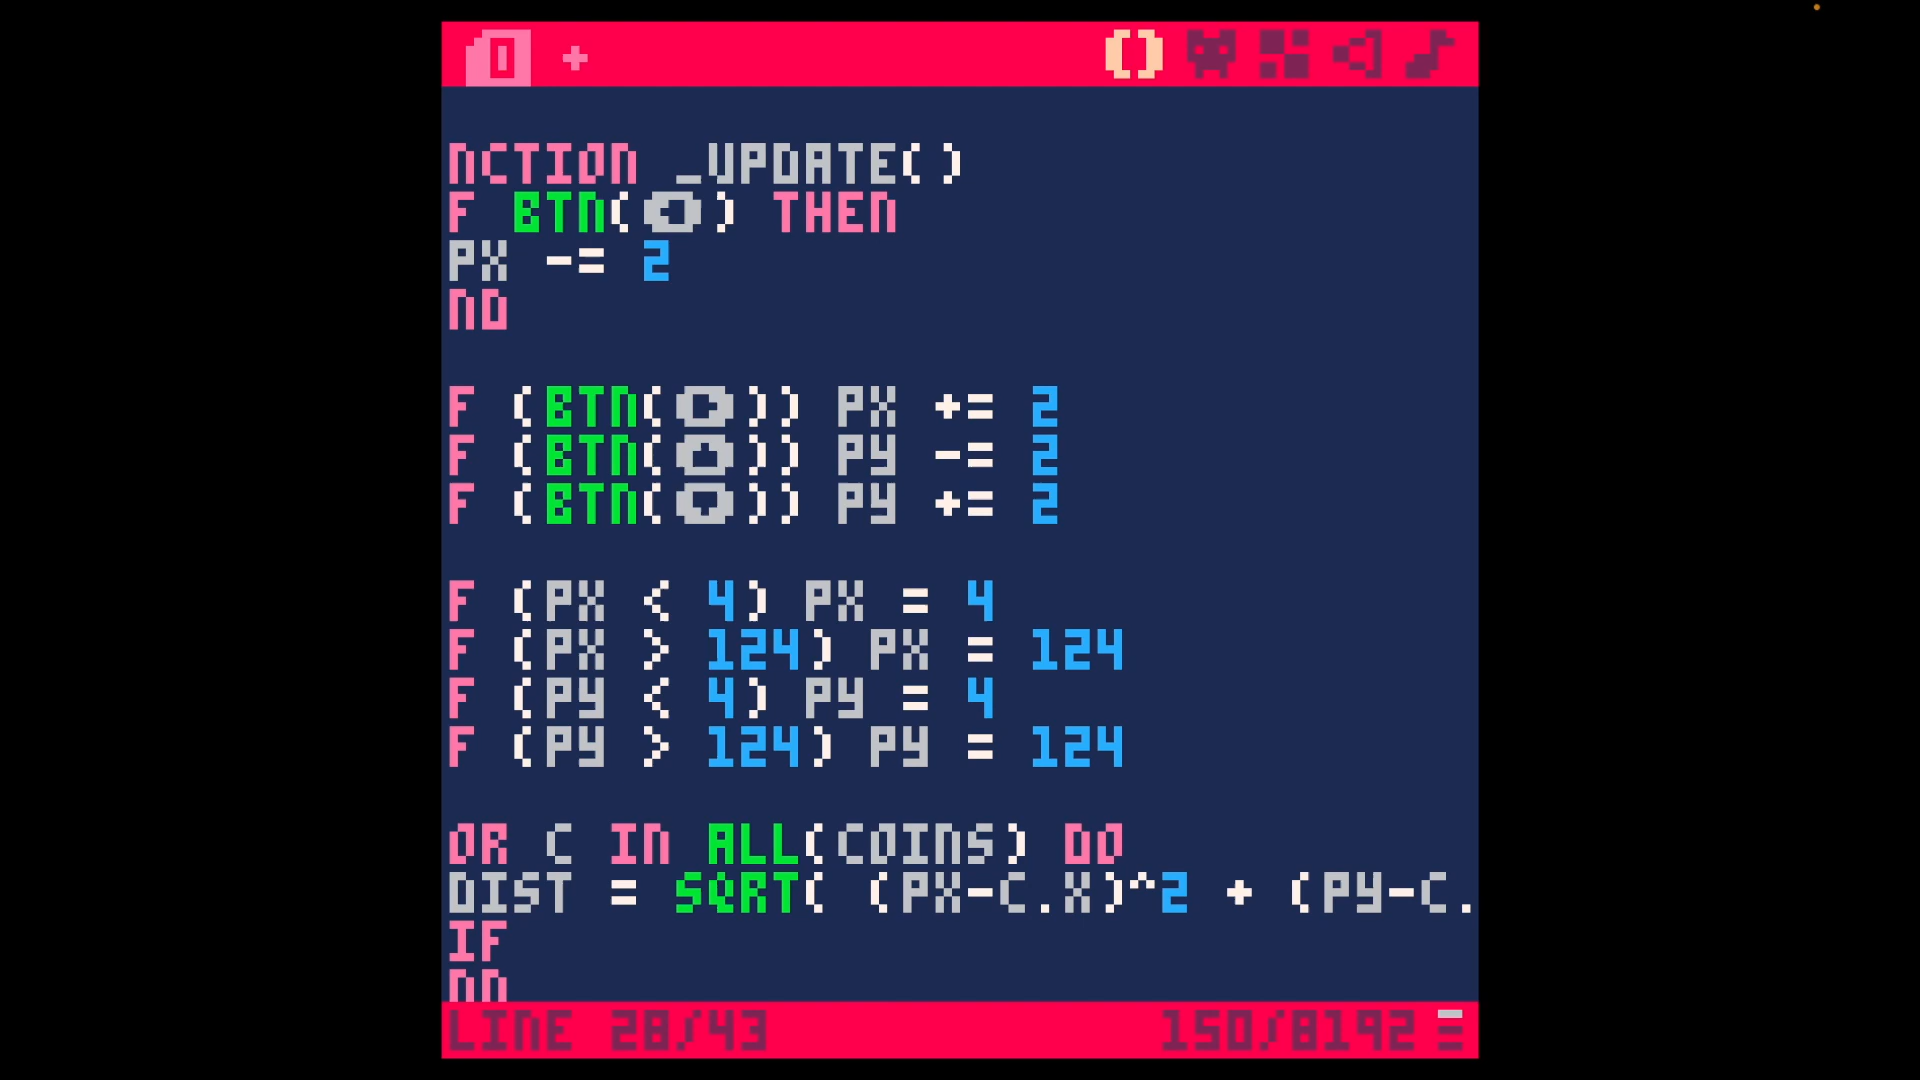 0 +
NCTION _UPDATE()
F BTN(⬅️) THEN
PX -= 2
ND
F (BTN(➡️)) PX += 2
F (BTN(⬆️)) PY -= 2
F (BTN(⬇️)) PY += 2
F (PX < 4) PX = 4
F (PX > 124) PX = 124
F (PY < 4) PY = 4
F (PY > 124) PY = 124
OR C IN ALL(COINS) DO
DIST = SQRT( (PX-C.X)^2 + (PY-C.
IF
ND
LINE 28/43
150/8192